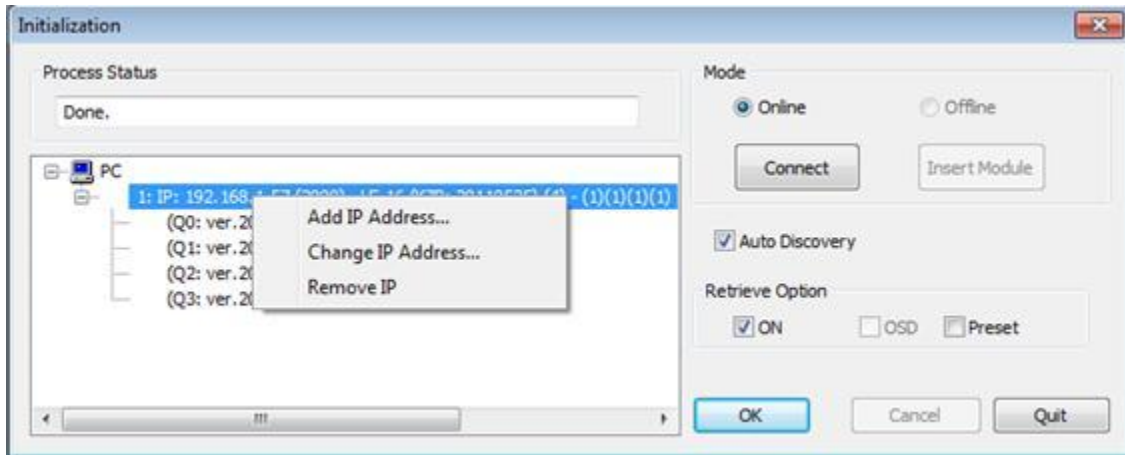 Initialization
Process Status
Done.
PC
1: IP: 192.168. - (1)(1)(1)(1)
(Q0: ver.20
(Q1: ver.20
(Q2: ver.20
(Q3: ver.20
Add IP Address...
Change IP Address...
Remove IP
Mode
Online
Offline
Connect
Insert Module
Auto Discovery
Retrieve Option
ON
OSD
Preset
OK
Cancel
Quit